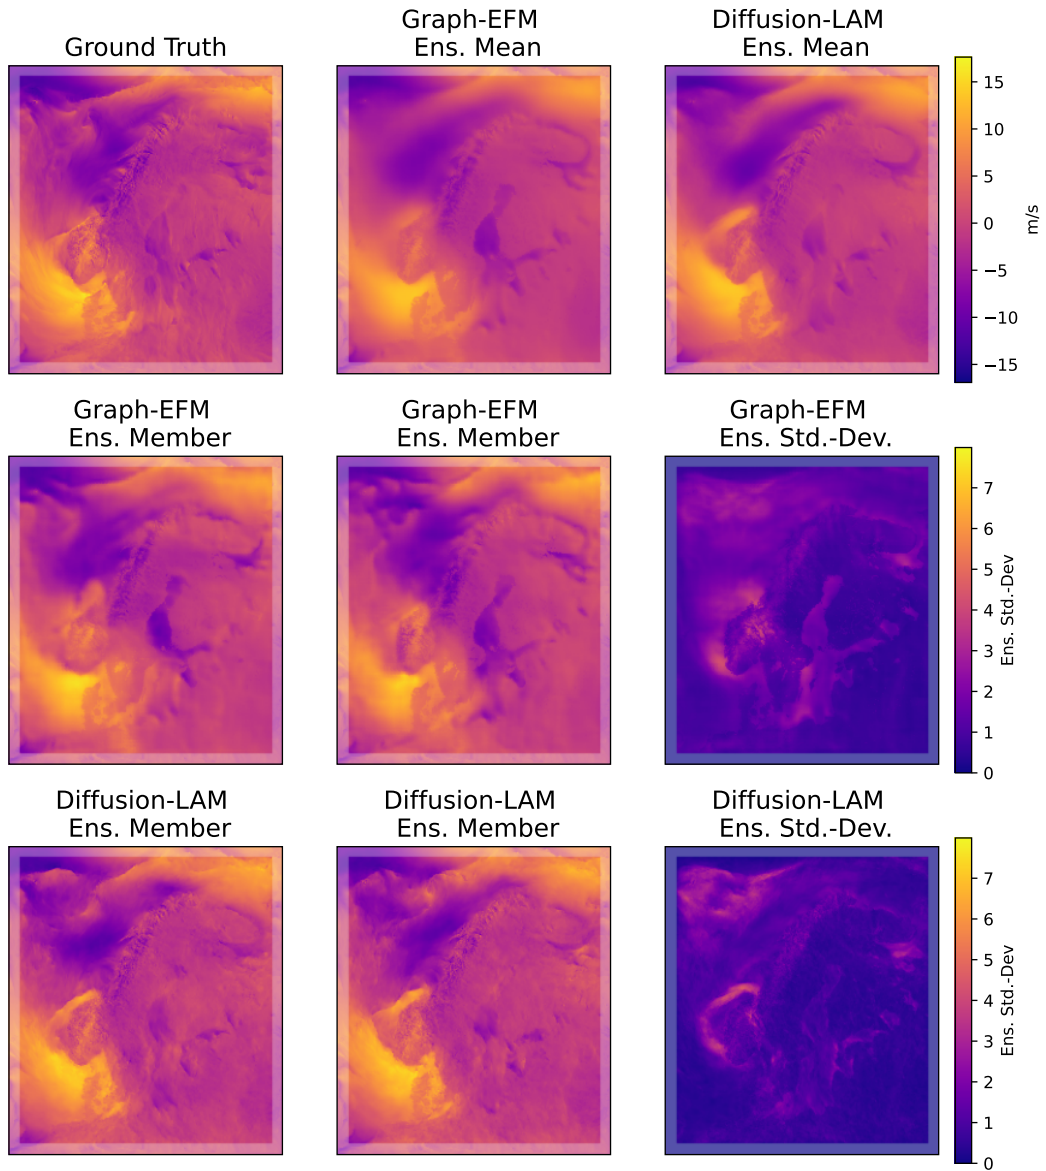 Ground Truth
Graph-EFM
Ens. Mean
Diffusion-LAM
Ens. Mean
15
10
5
0
−5
−10
−15
m/s
Graph-EFM
Ens. Member
Graph-EFM
Ens. Member
Graph-EFM
Ens. Std.-Dev.
7
6
5
4
3
2
1
0
Ens. Std.-Dev
Diffusion-LAM
Ens. Member
Diffusion-LAM
Ens. Member
Diffusion-LAM
Ens. Std.-Dev.
7
6
5
4
3
2
1
0
Ens. Std.-Dev